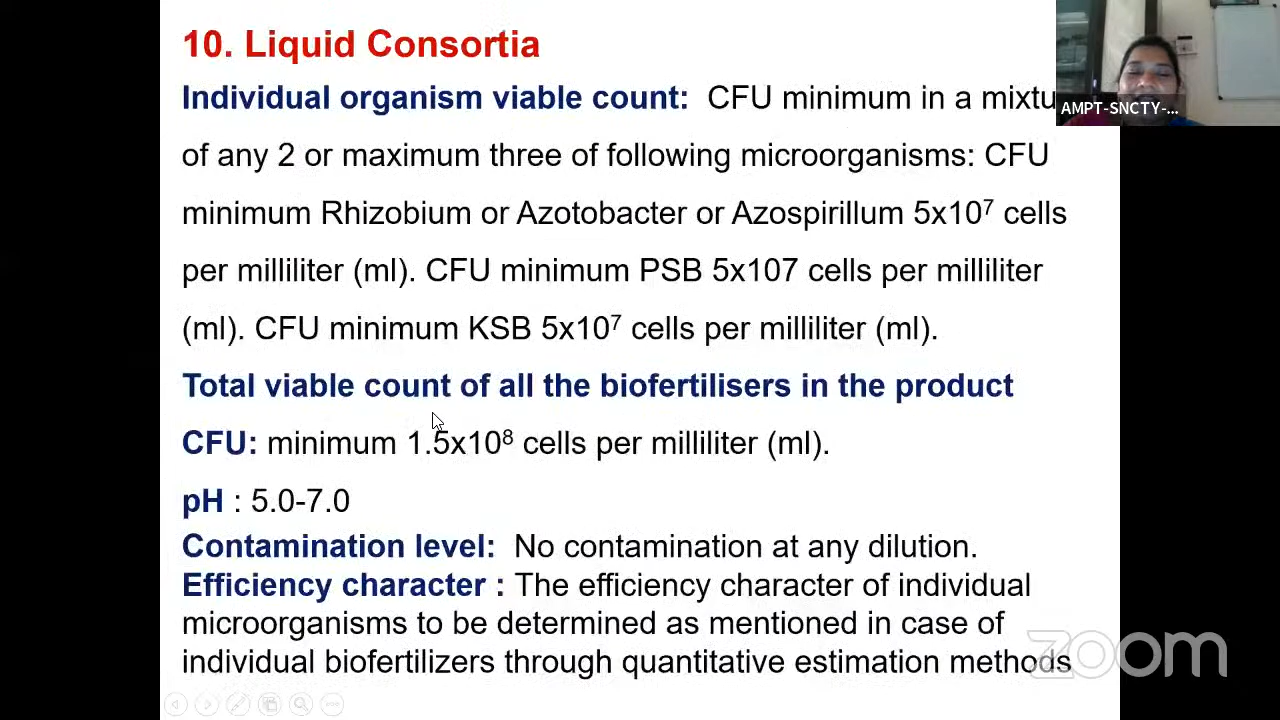 10. Liquid Consortia
Individual organism viable count: CFU minimum in a mixtu
of any 2 or maximum three of following microorganisms: CFU
minimum Rhizobium or Azotobacter or Azospirillum 5x10⁷ cells
per milliliter (ml). CFU minimum PSB 5x107 cells per milliliter
(ml). CFU minimum KSB 5x10⁷ cells per milliliter (ml).
Total viable count of all the biofertilisers in the product
CFU: minimum 1.5x10⁸ cells per milliliter (ml).
pH : 5.0-7.0
Contamination level: No contamination at any dilution.
Efficiency character : The efficiency character of individual
microorganisms to be determined as mentioned in case of
individual biofertilizers through quantitative estimation methods
AMPT-SNCTY-...
zoom